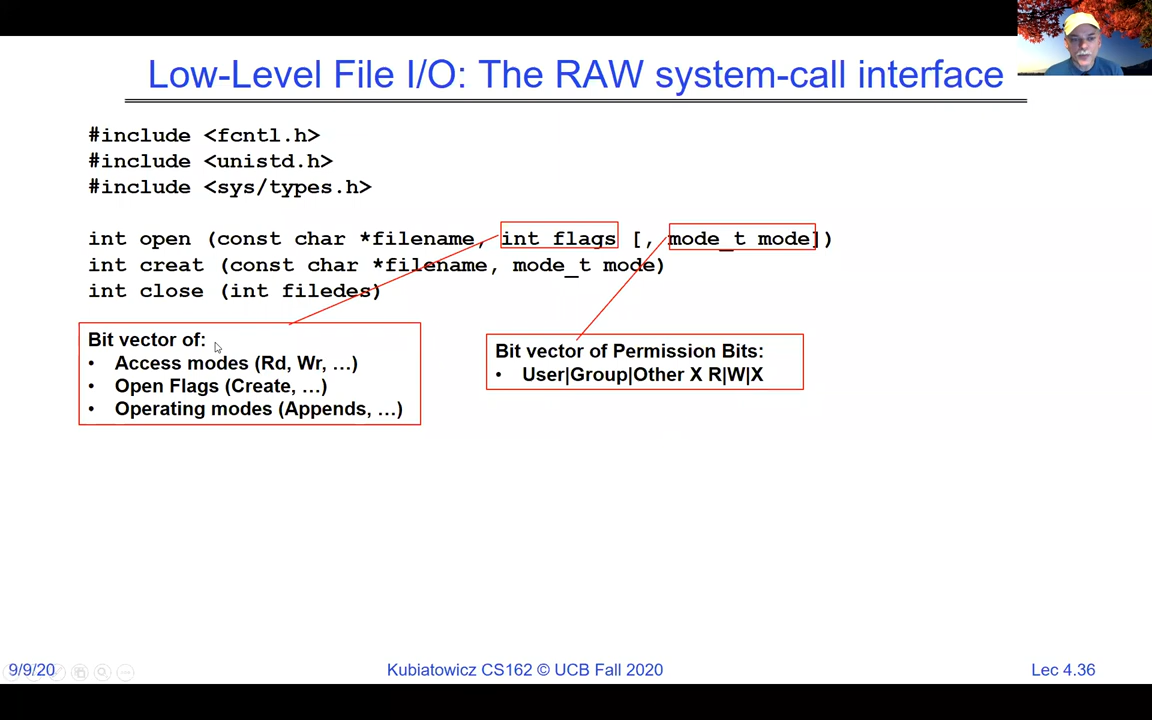 Low-Level File I/O: The RAW system-call interface
#include <fcntl.h>
#include <unistd.h>
#include <sys/types.h>
int open (const char *filename, int flags [, mode_t mode])
int creat (const char *filename, mode_t mode)
int close (int filedes)
Bit vector of:
• Access modes (Rd, Wr, …)
• Open Flags (Create, …)
• Operating modes (Appends, …)
Bit vector of Permission Bits:
• User|Group|Other X R|W|X
9/9/20
Kubiatowicz CS162 © UCB Fall 2020
Lec 4.36